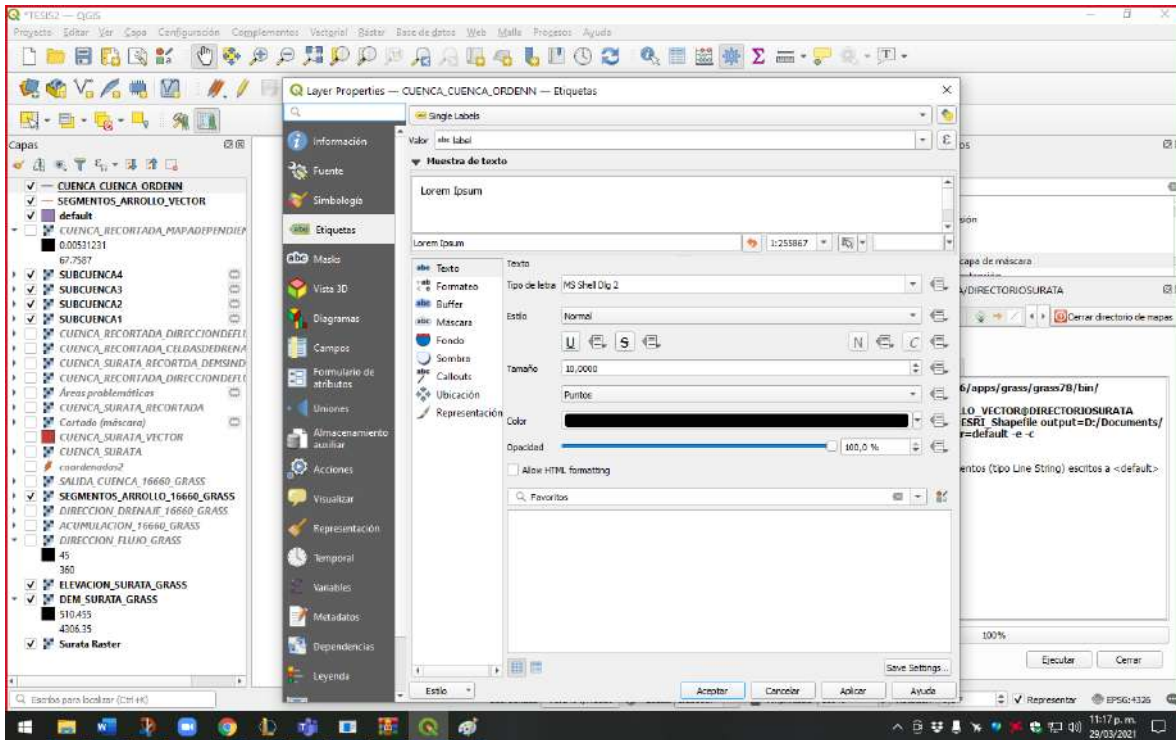 *TESIS2 — QGIS
Proyecto Editar Ver Capa Configuración Complementos Vectorial Ráster Base de datos Web Malla Procesos Ayuda
Layer Properties — CUENCA_CUENCA_ORDENN — Etiquetas
Single Labels
Información
Valor abc label
Capas
Muestra de texto
Fuente
CUENCA CUENCA ORDENN
Lorem Ipsum
SEGMENTOS_ARROLLO_VECTOR
Simbología
default
CUENCA_RECORTADA_MAPADEPENDIEN
Etiquetas
0.00531231
Lorem Ipsum
1:255867
67.7587
Masks
Texto
Texto
capa de máscara
SUBCUENCA4
Formateo
Tipo de letra MS Shell Dlg 2
SUBCUENCA3
Vista 3D
Buffer
/DIRECTORIOSURATA
SUBCUENCA2
Máscara
Estilo
Normal
SUBCUENCA1
Diagramas
Fondo
Cerrar directorio de mapas
CUENCA_RECORTADA_DIRECCIONDEFLU
Sombra
U S N C
CUENCA_RECORTADA_CELDASDEDRENA
Campos
Callouts
Tamaño
10,0000
CUENCA_SURATA_RECORTDA_DEMSIND
Formulario de atributos
Ubicación
Puntos
6/apps/grass/grass78/bin/
CUENCA_RECORTADA_DIRECCIONDEFLU
Representación
Áreas problemáticas
Uniones
Color
LO_VECTOR@DIRECTORIOSURATA
CUENCA_SURATA_RECORTADA
ESRI_Shapefile output=D:/Documents/
Cortado (máscara)
Almacenamiento auxiliar
Opacidad
100,0 %
r=default -e -c
CUENCA_SURATA_VECTOR
CUENCA_SURATA
Acciones
Allow HTML formatting
entos (tipo Line String) escritos a <default>
coordenadas2
SALIDA_CUENCA_16660_GRASS
Favoritos
SEGMENTOS_ARROLLO_16660_GRASS
Visualizar
DIRECCION_DRENAJE_16660_GRASS
ACUMULACION_16660_GRASS
Representación
DIRECCION_FLUJO_GRASS
45
Temporal
360
ELEVACION_SURATA_GRASS
Variables
DEM_SURATA_GRASS
510.455
Metadatos
4306.35
100%
Surata Raster
Dependencias
Ejecutar
Cerrar
Leyenda
Save Settings...
Escriba para localizar (Ctrl+K)
Estilo
Aceptar
Cancelar
Aplicar
Ayuda
Representar
EPSG:4326
11:17 p. m.
29/03/2021